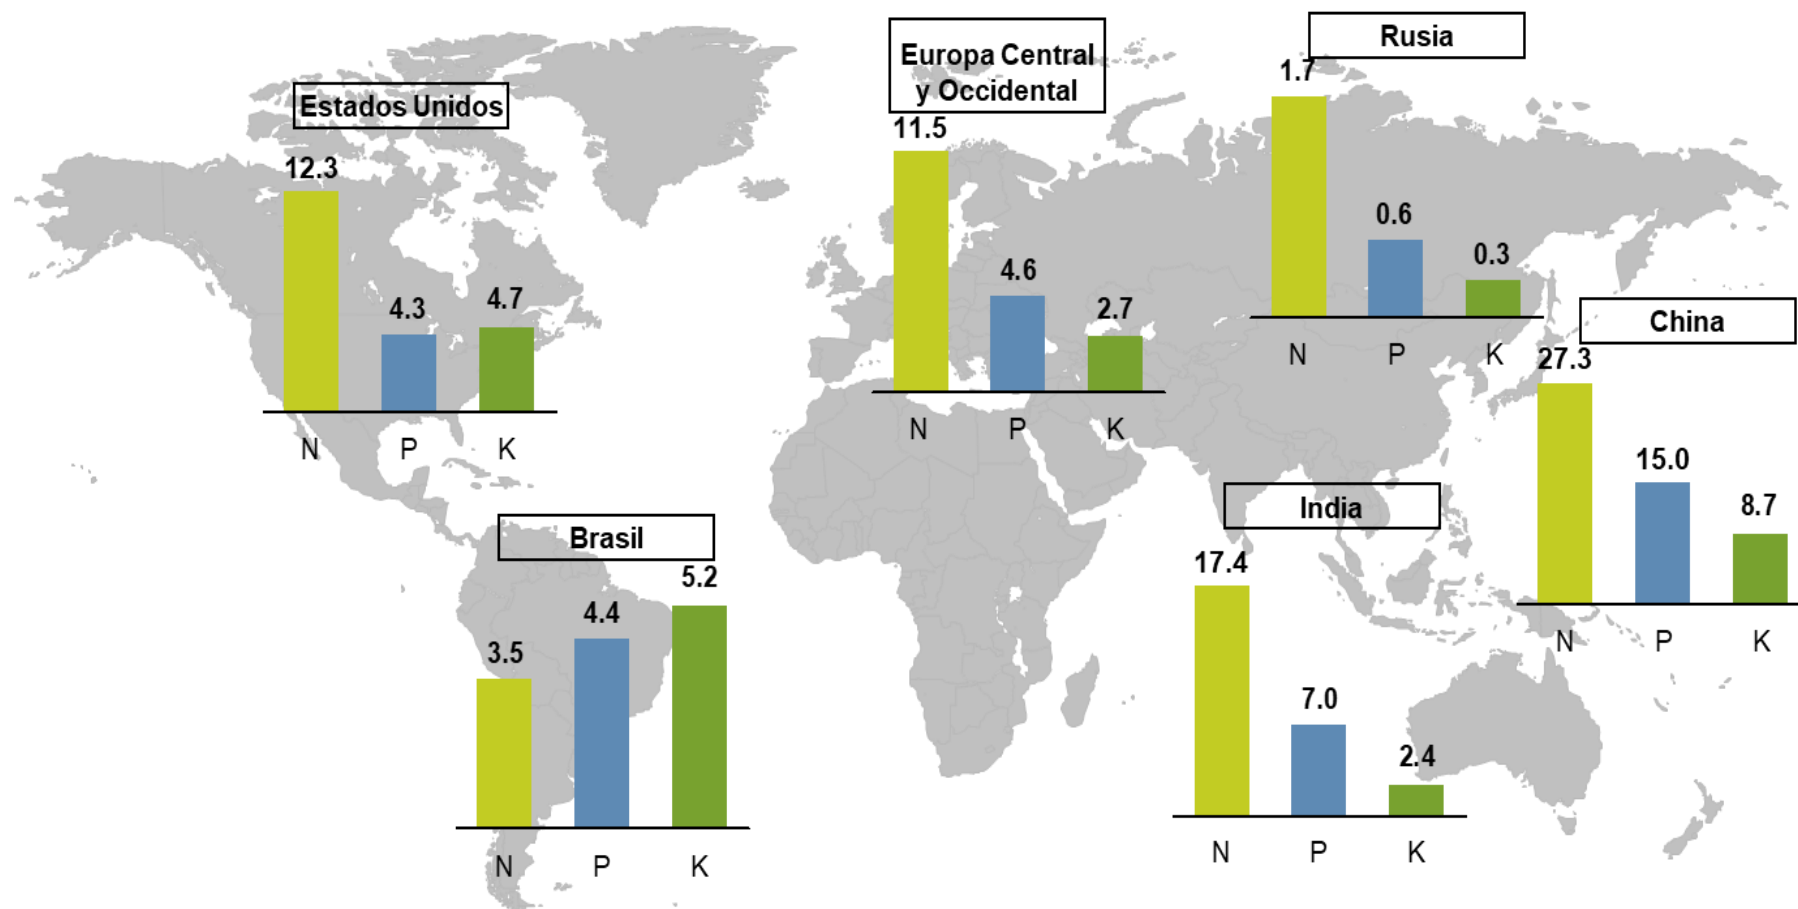 Estados Unidos
12.3
4.3
4.7
N P K
Europa Central
y Occidental
11.5
4.6
2.7
N P K
Rusia
1.7
0.6
0.3
N P K
China
27.3
15.0
8.7
N P K
Brasil
3.5
4.4
5.2
N P K
India
17.4
7.0
2.4
N P K